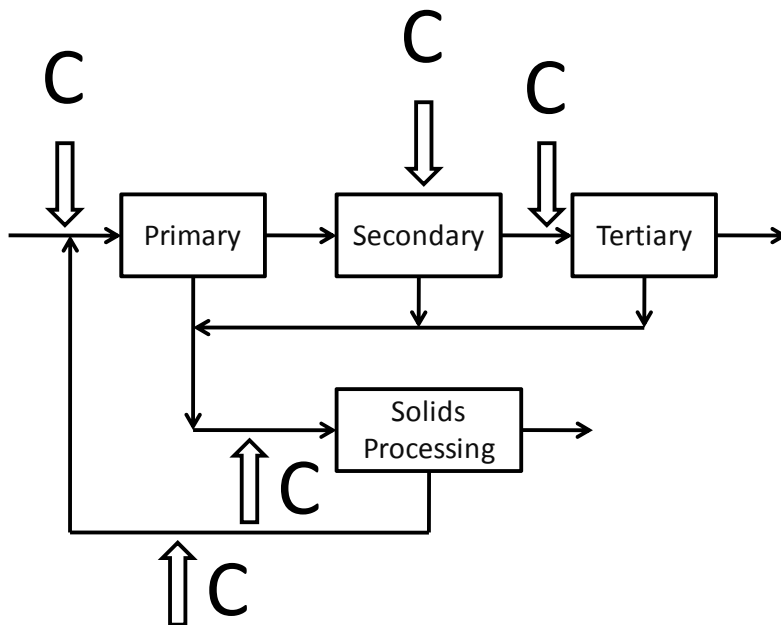 C
C
C
Primary
Secondary
Tertiary
Solids
Processing
C
C